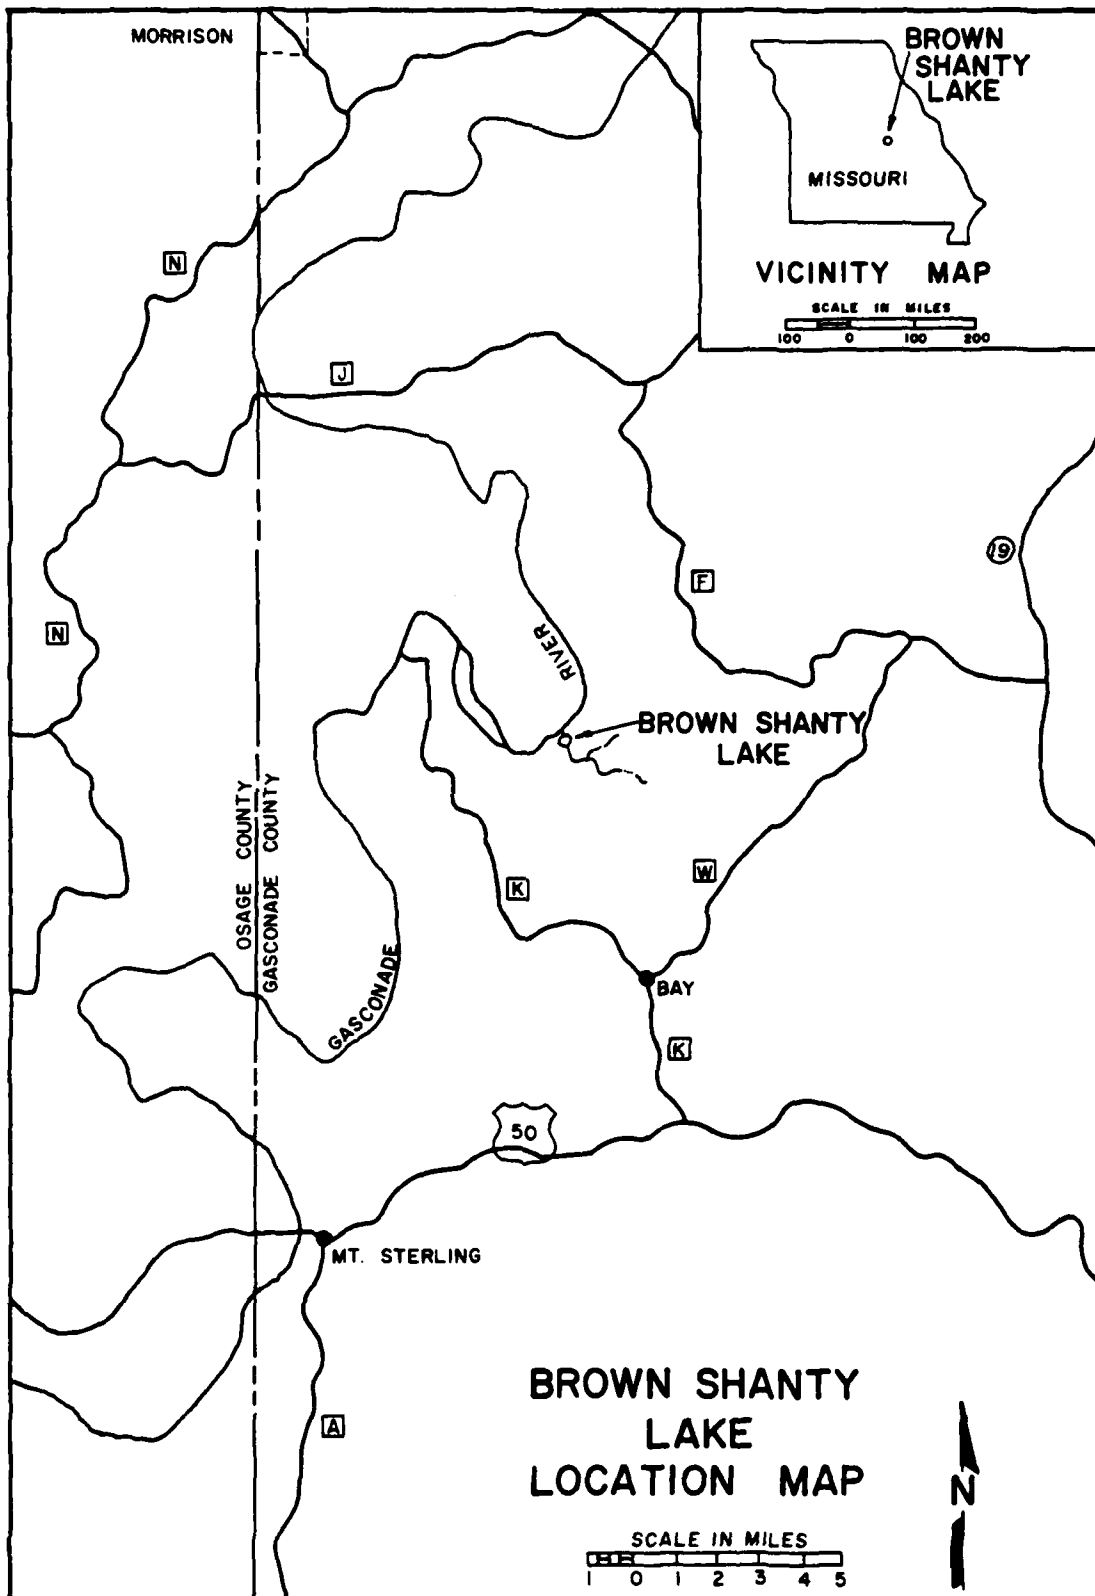 MORRISON
BROWN
SHANTY
LAKE
MISSOURI
VICINITY MAP
SCALE IN MILES
100 0 100 200
N
J
19
F
N
RIVER
BROWN SHANTY
LAKE
OSAGE COUNTY
GASCONADE COUNTY
K
W
GASCONADE
BAY
K
50
MT. STERLING
A
BROWN SHANTY
LAKE
LOCATION MAP
N
SCALE IN MILES
1 0 1 2 3 4 5